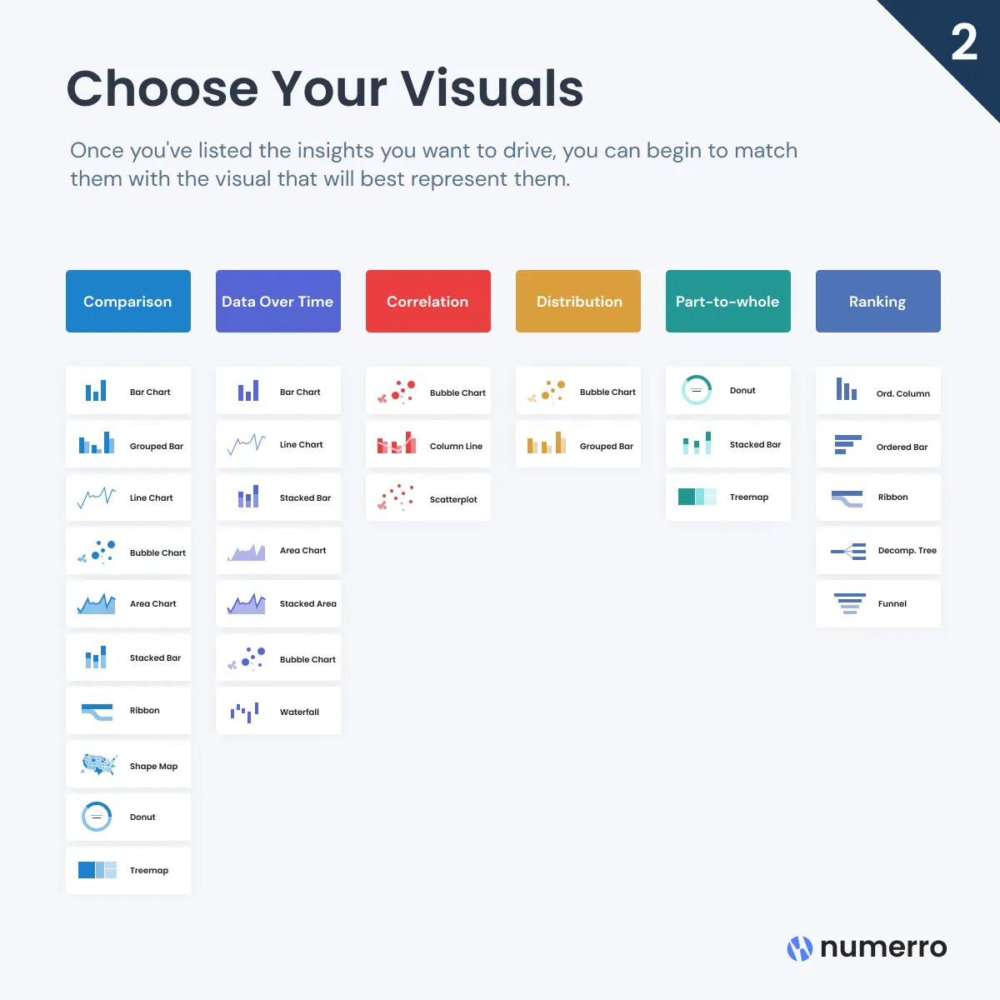 2
Choose Your Visuals
Once you've listed the insights you want to drive, you can begin to match
them with the visual that will best represent them.
Comparison
Bar Chart
Grouped Bar
Line Chart
Bubble Chart
Area Chart
Stacked Bar
Ribbon
Shape Map
Donut
Treemap
Data Over Time
Bar Chart
Line Chart
Stacked Bar
Area Chart
Stacked Area
Bubble Chart
Waterfall
Correlation
Bubble Chart
Column Line
Scatterplot
Distribution
Bubble Chart
Grouped Bar
Part-to-whole
Donut
Stacked Bar
Treemap
Ranking
Ord. Column
Ordered Bar
Ribbon
Decomp. Tree
Funnel
numerro